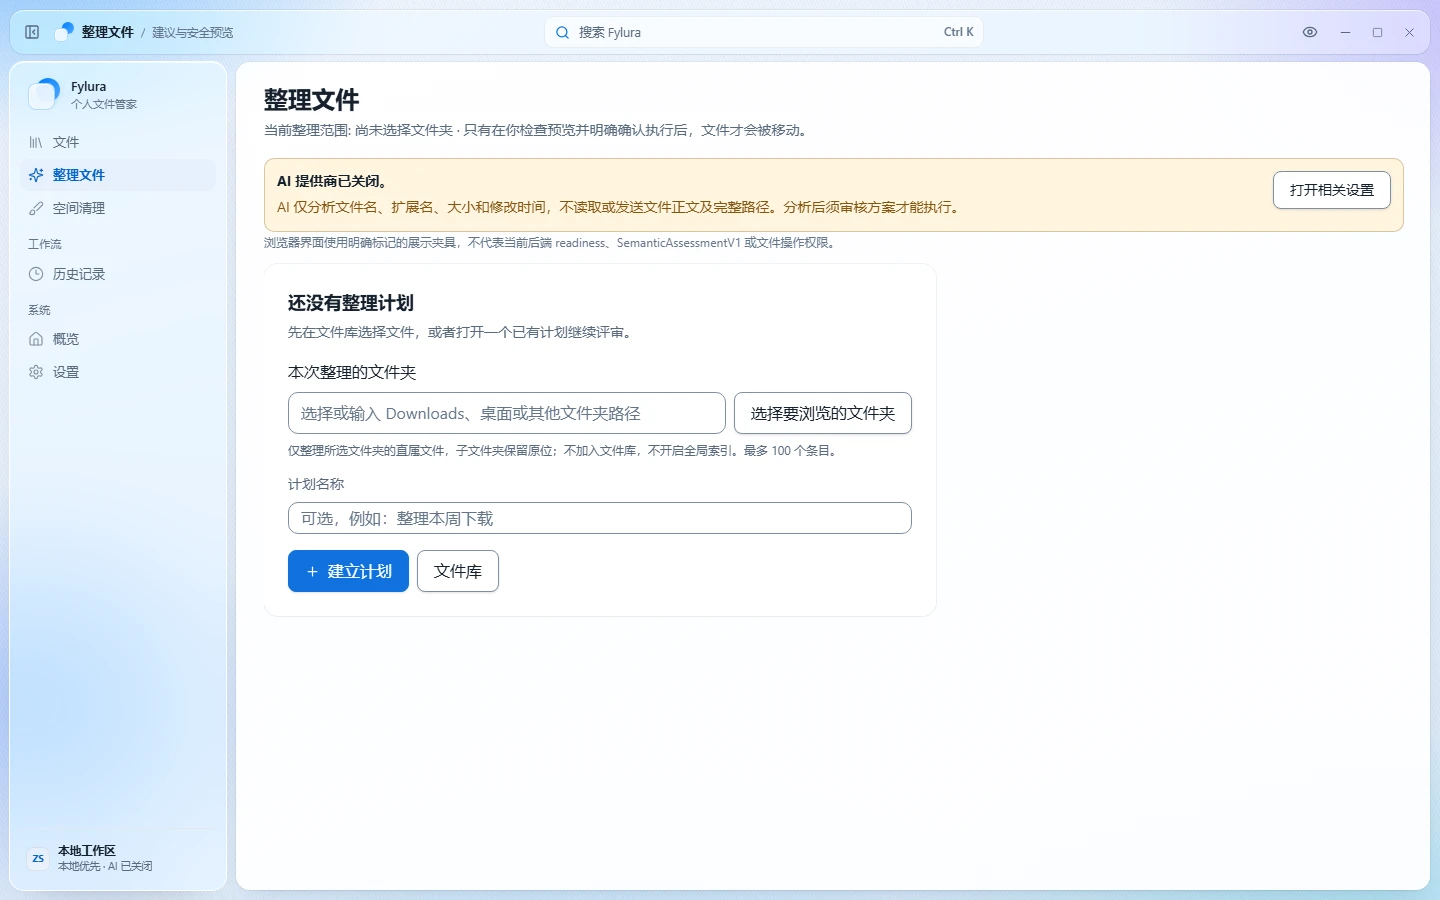 整理文件 / 建议与安全预览
搜索 Fylura
Ctrl K
Fylura
个人文件管家
文件
整理文件
空间清理
工作流
历史记录
系统
概览
设置
ZS
本地工作区
本地优先 · AI 已关闭
整理文件
当前整理范围: 尚未选择文件夹 · 只有在你检查预览并明确确认执行后，文件才会被移动。
AI 提供商已关闭。
AI 仅分析文件名、扩展名、大小和修改时间，不读取或发送文件正文及完整路径。分析后须审核方案才能执行。
打开相关设置
浏览器界面使用明确标记的展示夹具，不代表当前后端 readiness、SemanticAssessmentV1 或文件操作权限。
还没有整理计划
先在文件库选择文件，或者打开一个已有计划继续评审。
本次整理的文件夹
选择或输入 Downloads、桌面或其他文件夹路径
选择要浏览的文件夹
仅整理所选文件夹的直属文件，子文件夹保留原位；不加入文件库，不开启全局索引。最多 100 个条目。
计划名称
可选，例如：整理本周下载
+ 建立计划
文件库